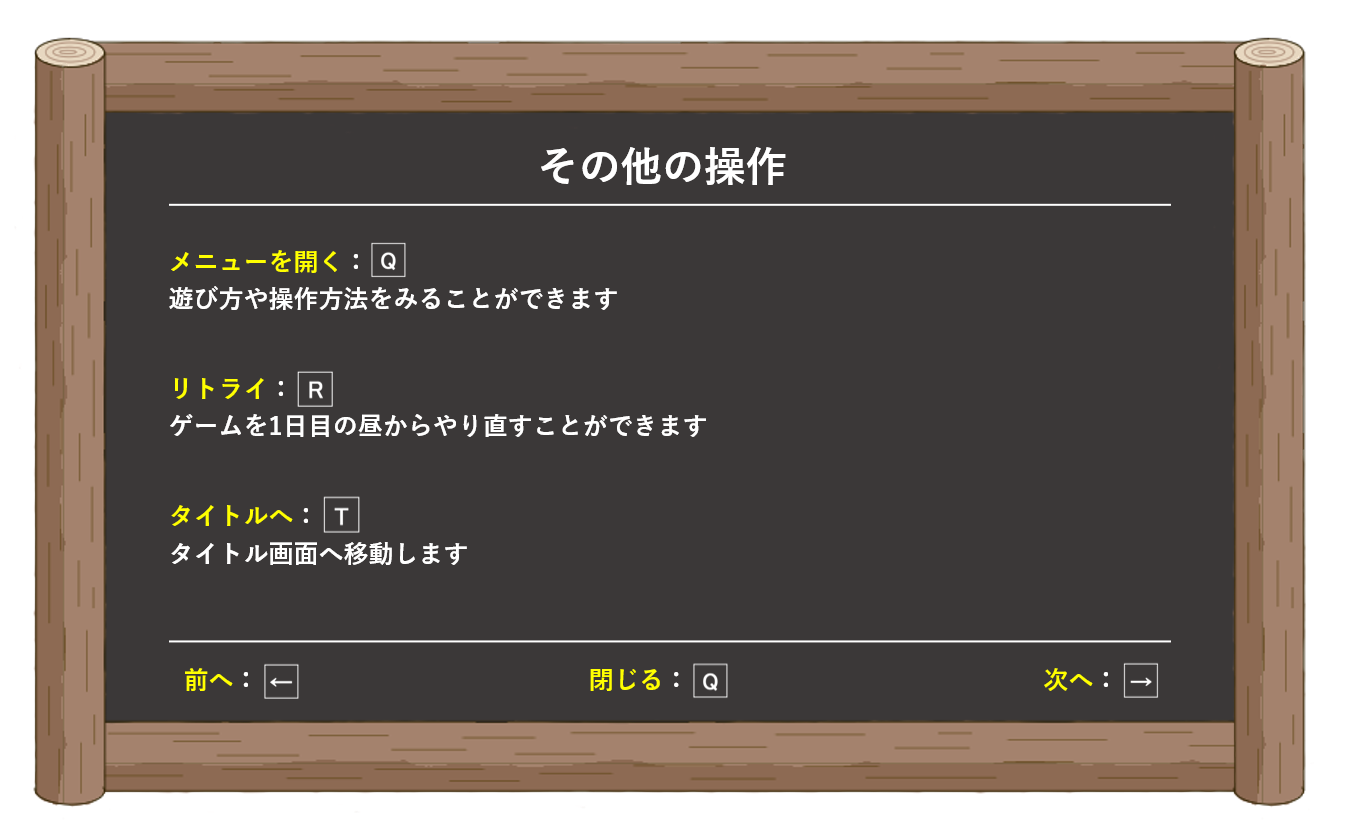 その他の操作
メニューを開く：Q
遊び方や操作方法をみることができます
リトライ：R
ゲームを1日目の昼からやり直すことができます
タイトルへ：T
タイトル画面へ移動します
前へ：← 閉じる：Q 次へ：→